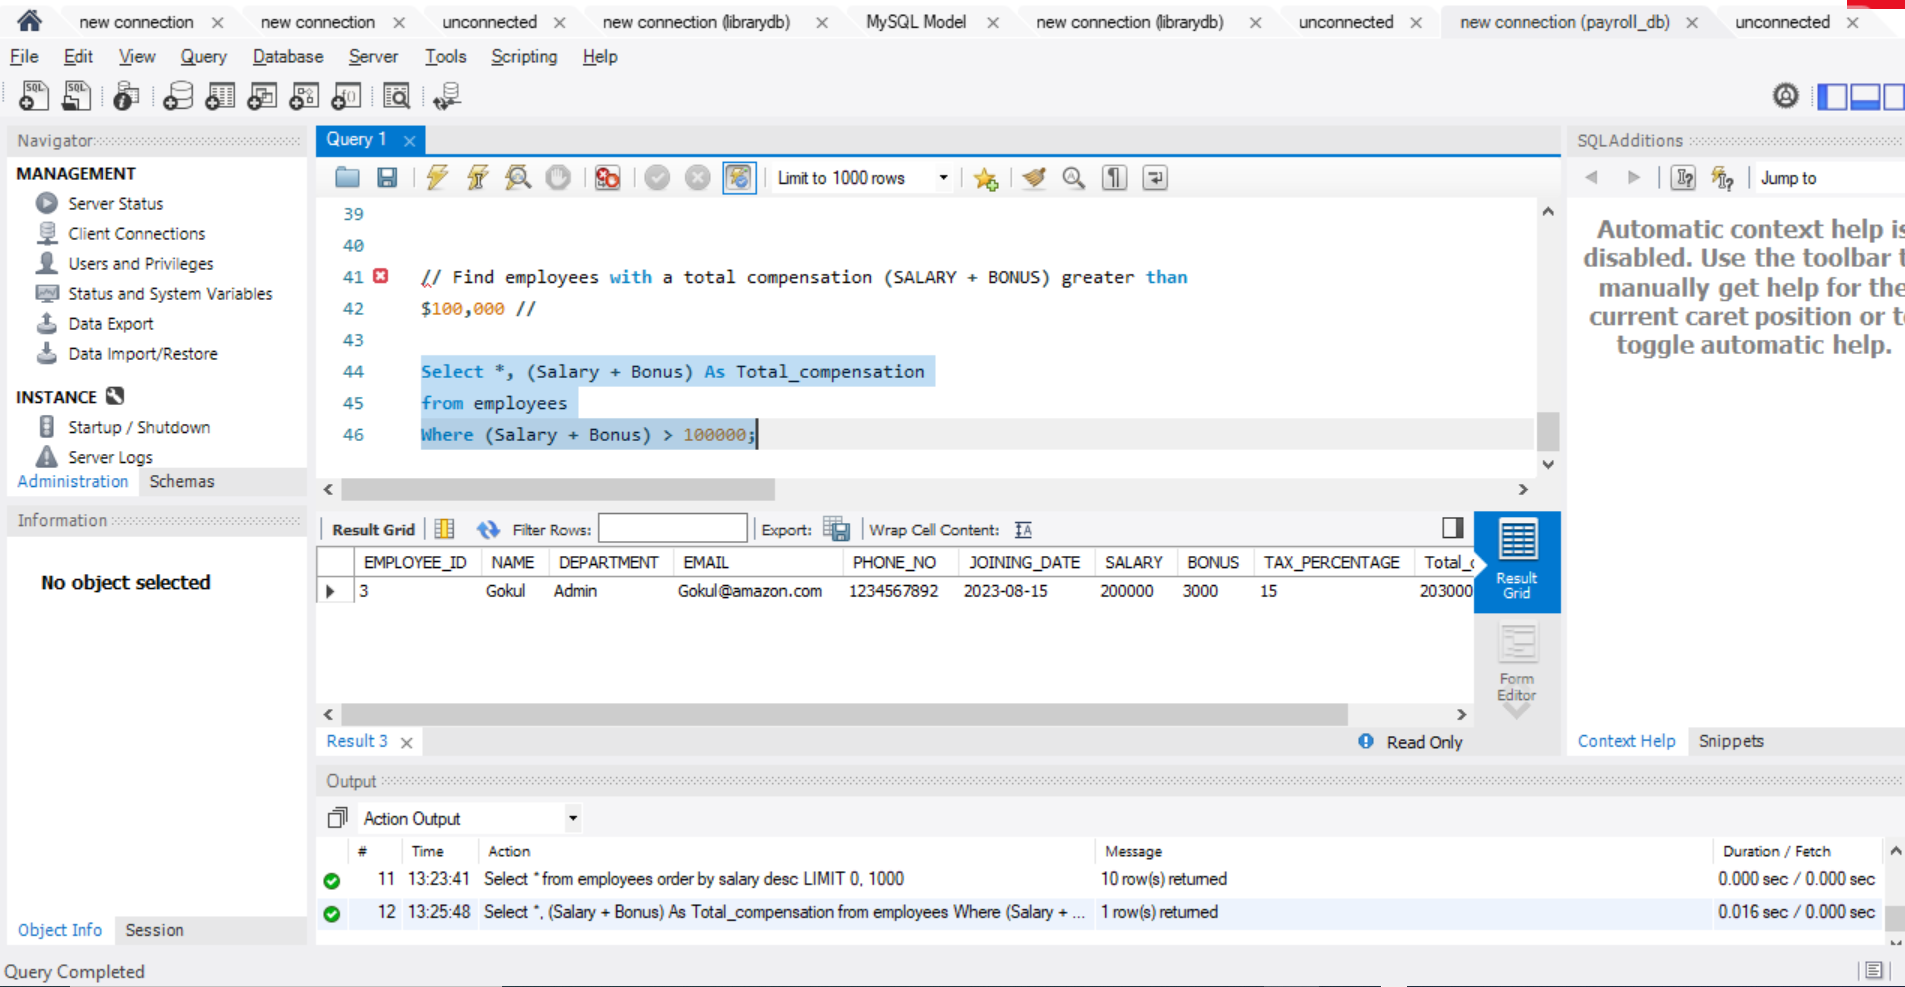 new connection × new connection × unconnected × new connection (librarydb) × MySQL Model × new connection (librarydb) × unconnected × new connection (payroll_db) × unconnected ×
File Edit View Query Database Server Tools Scripting Help
Navigator
MANAGEMENT
Server Status
Client Connections
Users and Privileges
Status and System Variables
Data Export
Data Import/Restore
INSTANCE
Startup / Shutdown
Server Logs
Administration Schemas
Information
No object selected
Object Info Session
Query 1 ×
Limit to 1000 rows
39
40
41 // Find employees with a total compensation (SALARY + BONUS) greater than
42 $100,000 //
43
44 Select *, (Salary + Bonus) As Total_compensation
45 from employees
46 Where (Salary + Bonus) > 100000;
Result Grid Filter Rows: Export: Wrap Cell Content:
EMPLOYEE_ID NAME DEPARTMENT EMAIL PHONE_NO JOINING_DATE SALARY BONUS TAX_PERCENTAGE Total_
3 Gokul Admin Gokul@amazon.com 1234567892 2023-08-15 200000 3000 15 203000
Result
Grid
Form
Editor
Result 3 × Read Only
SQLAdditions
Jump to
Automatic context help is
disabled. Use the toolbar
manually get help for the
current caret position or
toggle automatic help.
Context Help Snippets
Output
Action Output
# Time Action Message Duration / Fetch
11 13:23:41 Select * from employees order by salary desc LIMIT 0, 1000 10 row(s) returned 0.000 sec / 0.000 sec
12 13:25:48 Select *, (Salary + Bonus) As Total_compensation from employees Where (Salary + ... 1 row(s) returned 0.016 sec / 0.000 sec
Query Completed